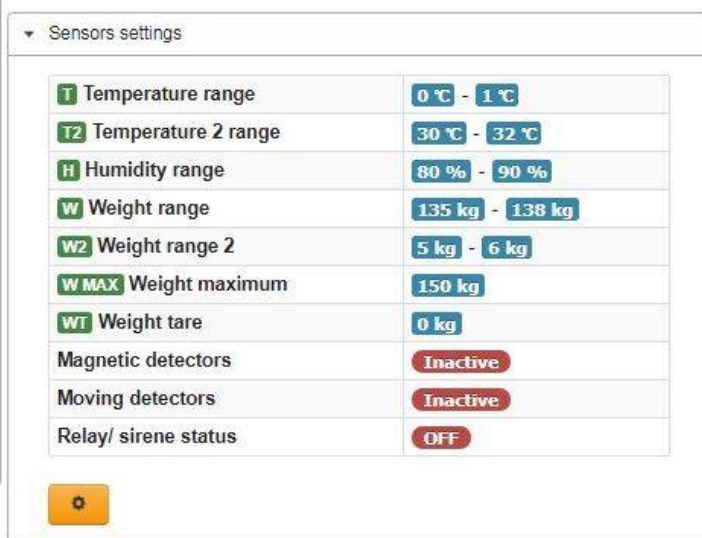 Sensors settings
T Temperature range 0 ℃ - 1 ℃
T2 Temperature 2 range 30 ℃ - 32 ℃
H Humidity range 80 % - 90 %
W Weight range 135 kg - 138 kg
W2 Weight range 2 5 kg - 6 kg
W MAX Weight maximum 150 kg
WT Weight tare 0 kg
Magnetic detectors Inactive
Moving detectors Inactive
Relay/ sirene status OFF